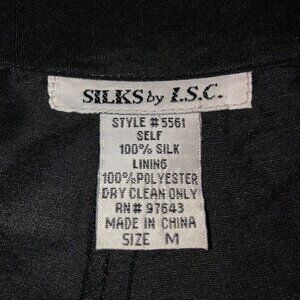 SILKS by I.S.C.
STYLE # 5561
SELF
100% SILK
LINING
100% POLYESTER
DRY CLEAN ONLY
RN# 97643
MADE IN CHINA
SIZE M